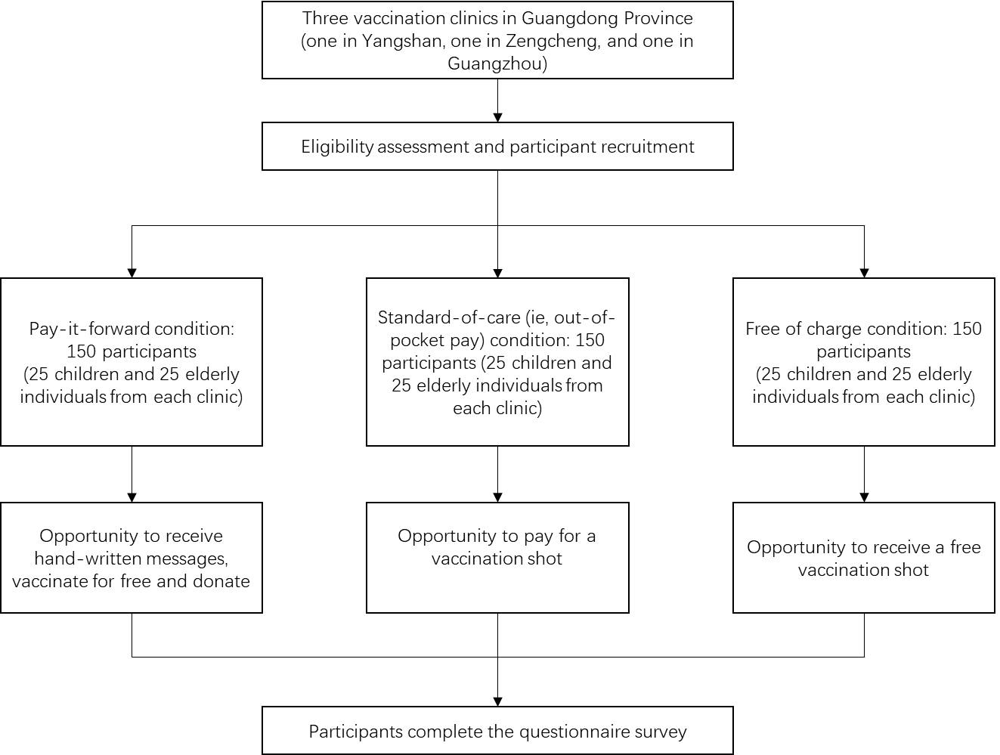 Three vaccination clinics in Guangdong Province
(one in Yangshan, one in Zengcheng, and one in
Guangzhou)
Eligibility assessment and participant recruitment
Pay-it-forward condition:
150 participants
(25 children and 25 elderly
individuals from each clinic)
Standard-of-care (ie, out-of-
pocket pay) condition: 150
participants (25 children and
25 elderly individuals from
each clinic)
Free of charge condition: 150
participants
(25 children and 25 elderly
individuals from each clinic)
Opportunity to receive
hand-written messages,
vaccinate for free and donate
Opportunity to pay for a
vaccination shot
Opportunity to receive a free
vaccination shot
Participants complete the questionnaire survey